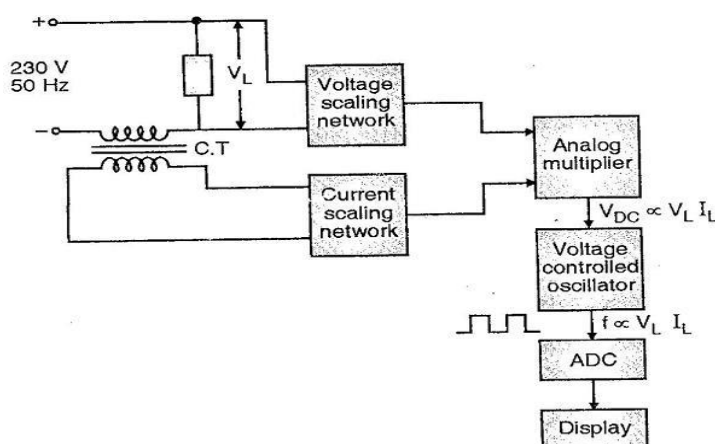 +
230 V
50 Hz
V_L
−
C.T
Voltage
scaling
network
Current
scaling
network
Analog
multiplier
V_DC ∝ V_L I_L
Voltage
controlled
oscillator
f ∝ V_L I_L
ADC
Display